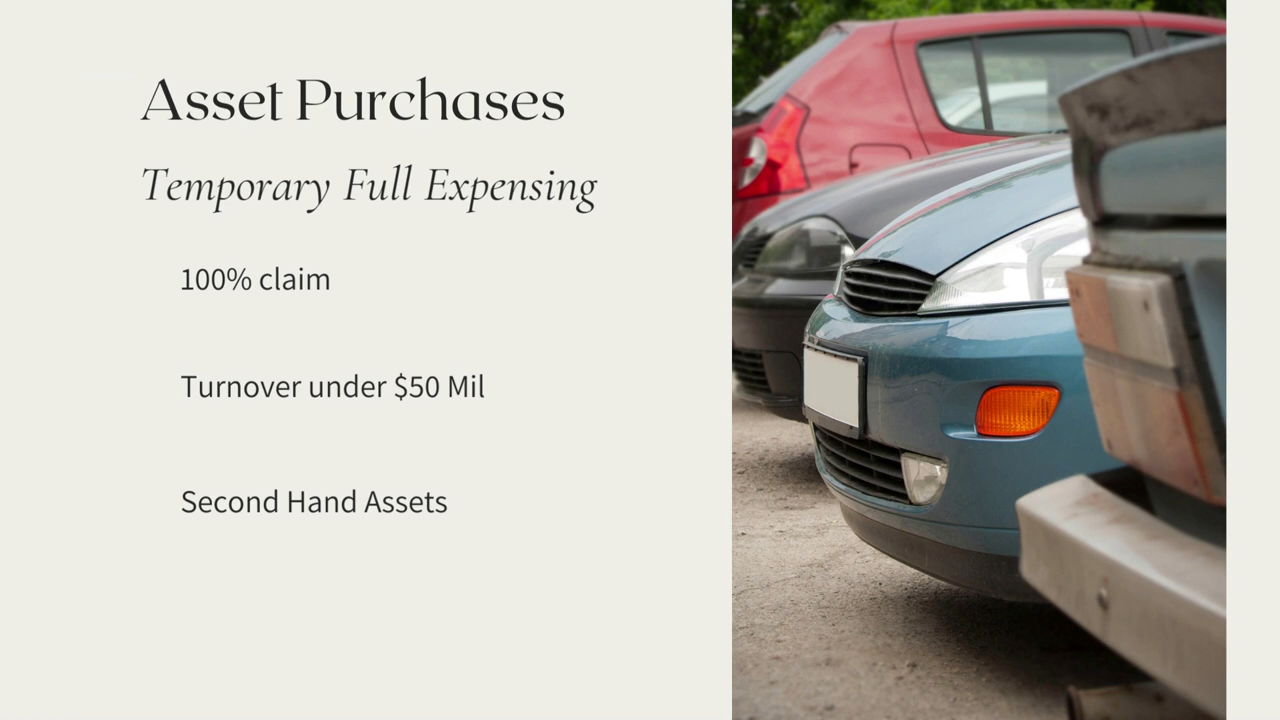 Asset Purchases
Temporary Full Expensing
100% claim
Turnover under $50 Mil
Second Hand Assets